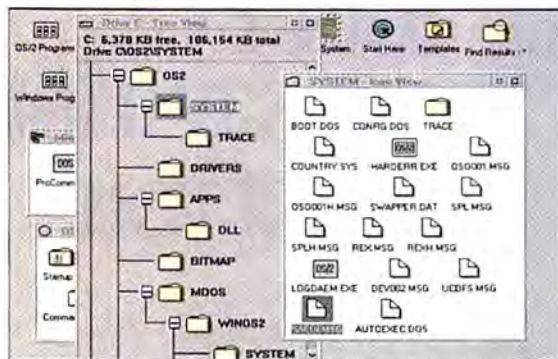 Drive C - Tree View
C: 6,378 KB free, 106,154 KB total
Drive C\OS2\SYSTEM
OS2
SYSTEM
TRACE
DRIVERS
APPS
DLL
BITMAP
MDOS
WINOS2
SYSTEM
OS/2 Programs
Windows Prog
DOS
ProComm
Startup
Comma
System
Start Here
Templates
Find Results
SYSTEM - Icon View
BOOT.DOS CONFIG.DOS TRACE
COUNTRY.SYS HARDERR.EXE OSO001.MSG
OSO001H.MSG SWAPPER.DAT SPL.MSG
SPLH.MSG REX.MSG REXH.MSG
LOGDAEM.EXE DEV002.MSG UCDFS.MSG
AUTOEXEC.DOS